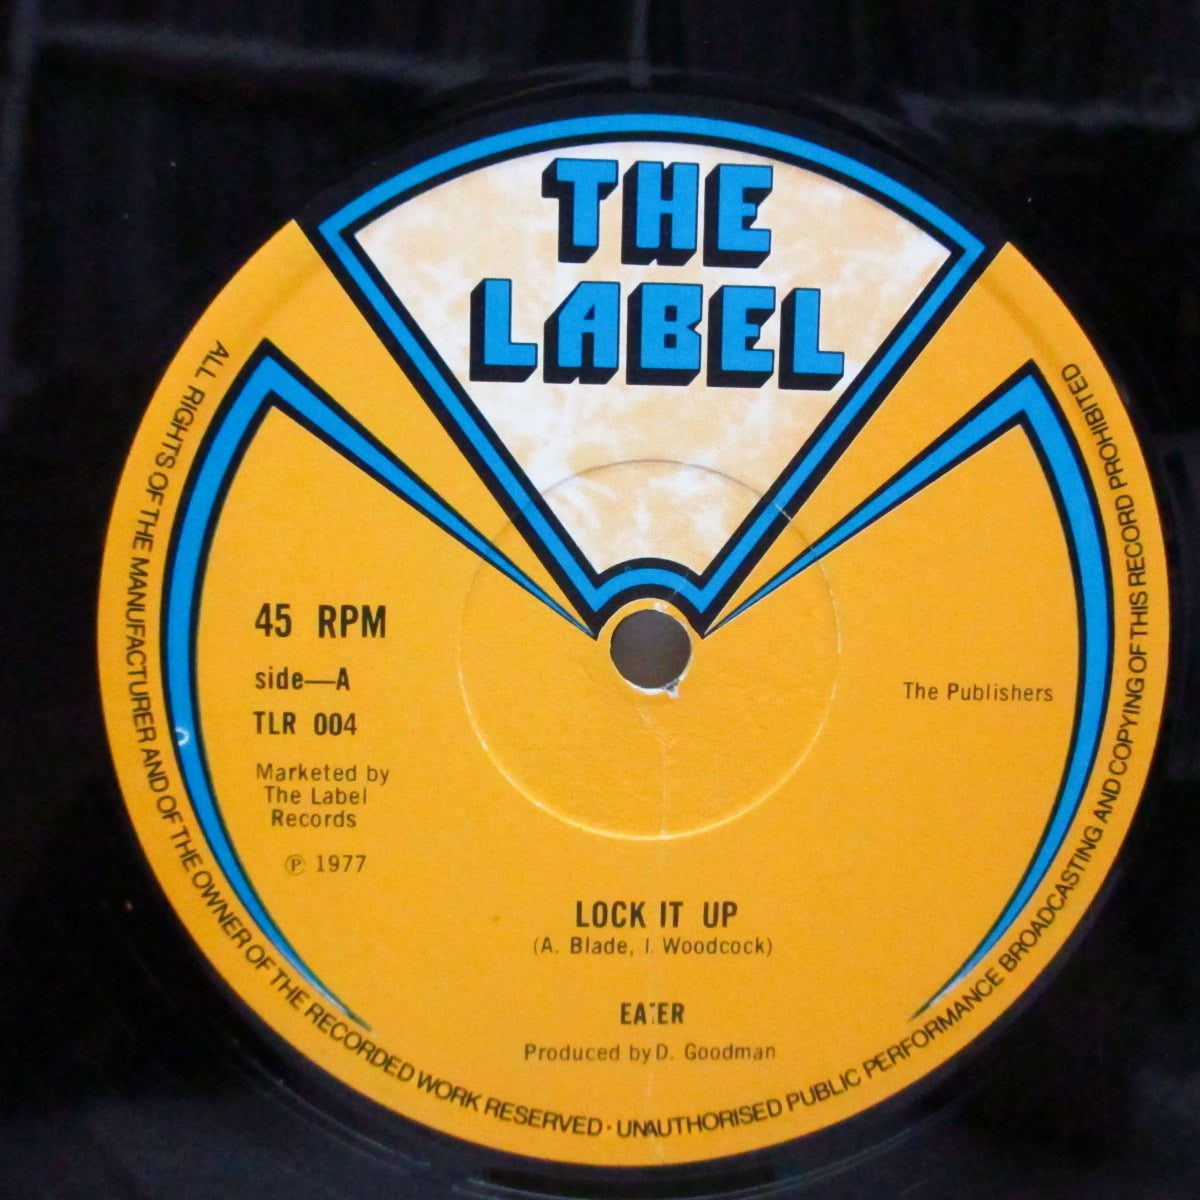 THE
LABEL
45 RPM
side—A
TLR 004
Marketed by
The Label
Records
℗ 1977
The Publishers
LOCK IT UP
(A. Blade, I. Woodcock)
EATER
Produced by D. Goodman
ALL RIGHTS OF THE MANUFACTURER AND OF THE OWNER OF THE RECORDED WORK RESERVED · UNAUTHORISED PUBLIC PERFORMANCE BROADCASTING AND COPYING OF THIS RECORD PROHIBITED